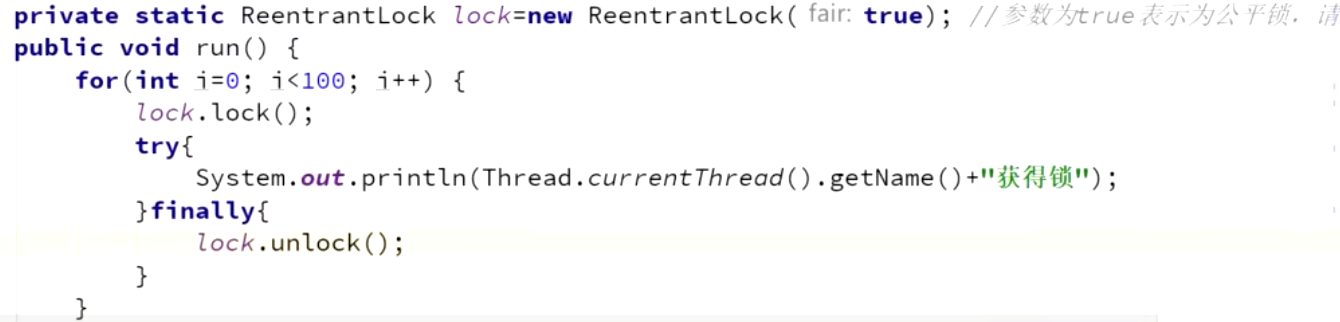 private static ReentrantLock lock=new ReentrantLock( fair: true); //参数为true表示为公平锁，请
public void run() {
    for(int i=0; i<100; i++) {
        lock.lock();
        try{
            System.out.println(Thread.currentThread().getName()+"获得锁");
        }finally{
            lock.unlock();
        }
    }